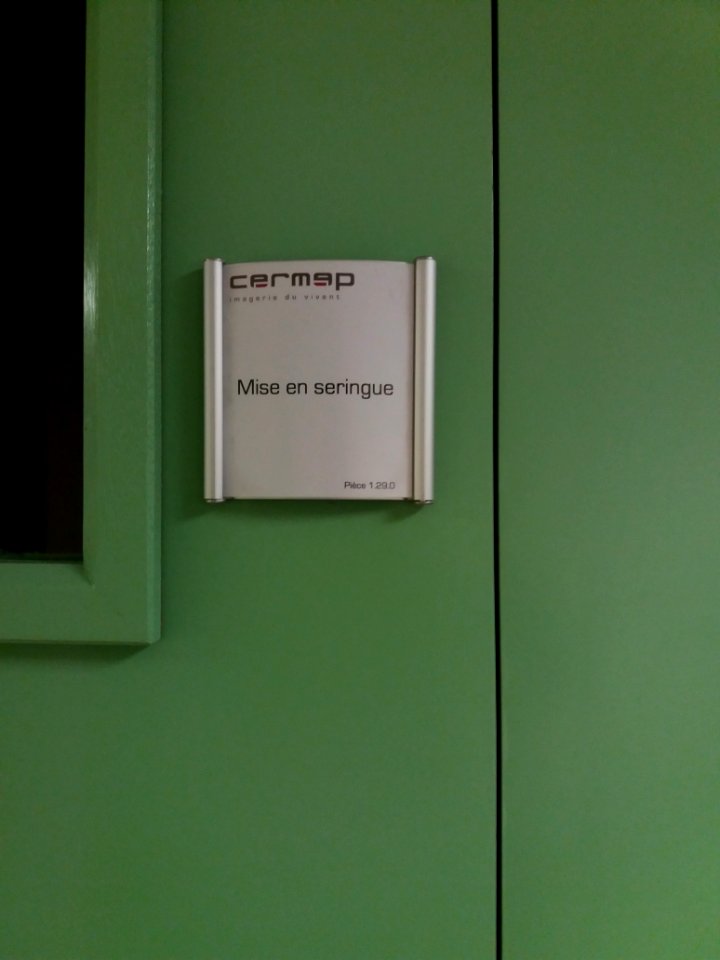 cermep
imagerie du vivant
Mise en seringue
Pièce 1.29.0